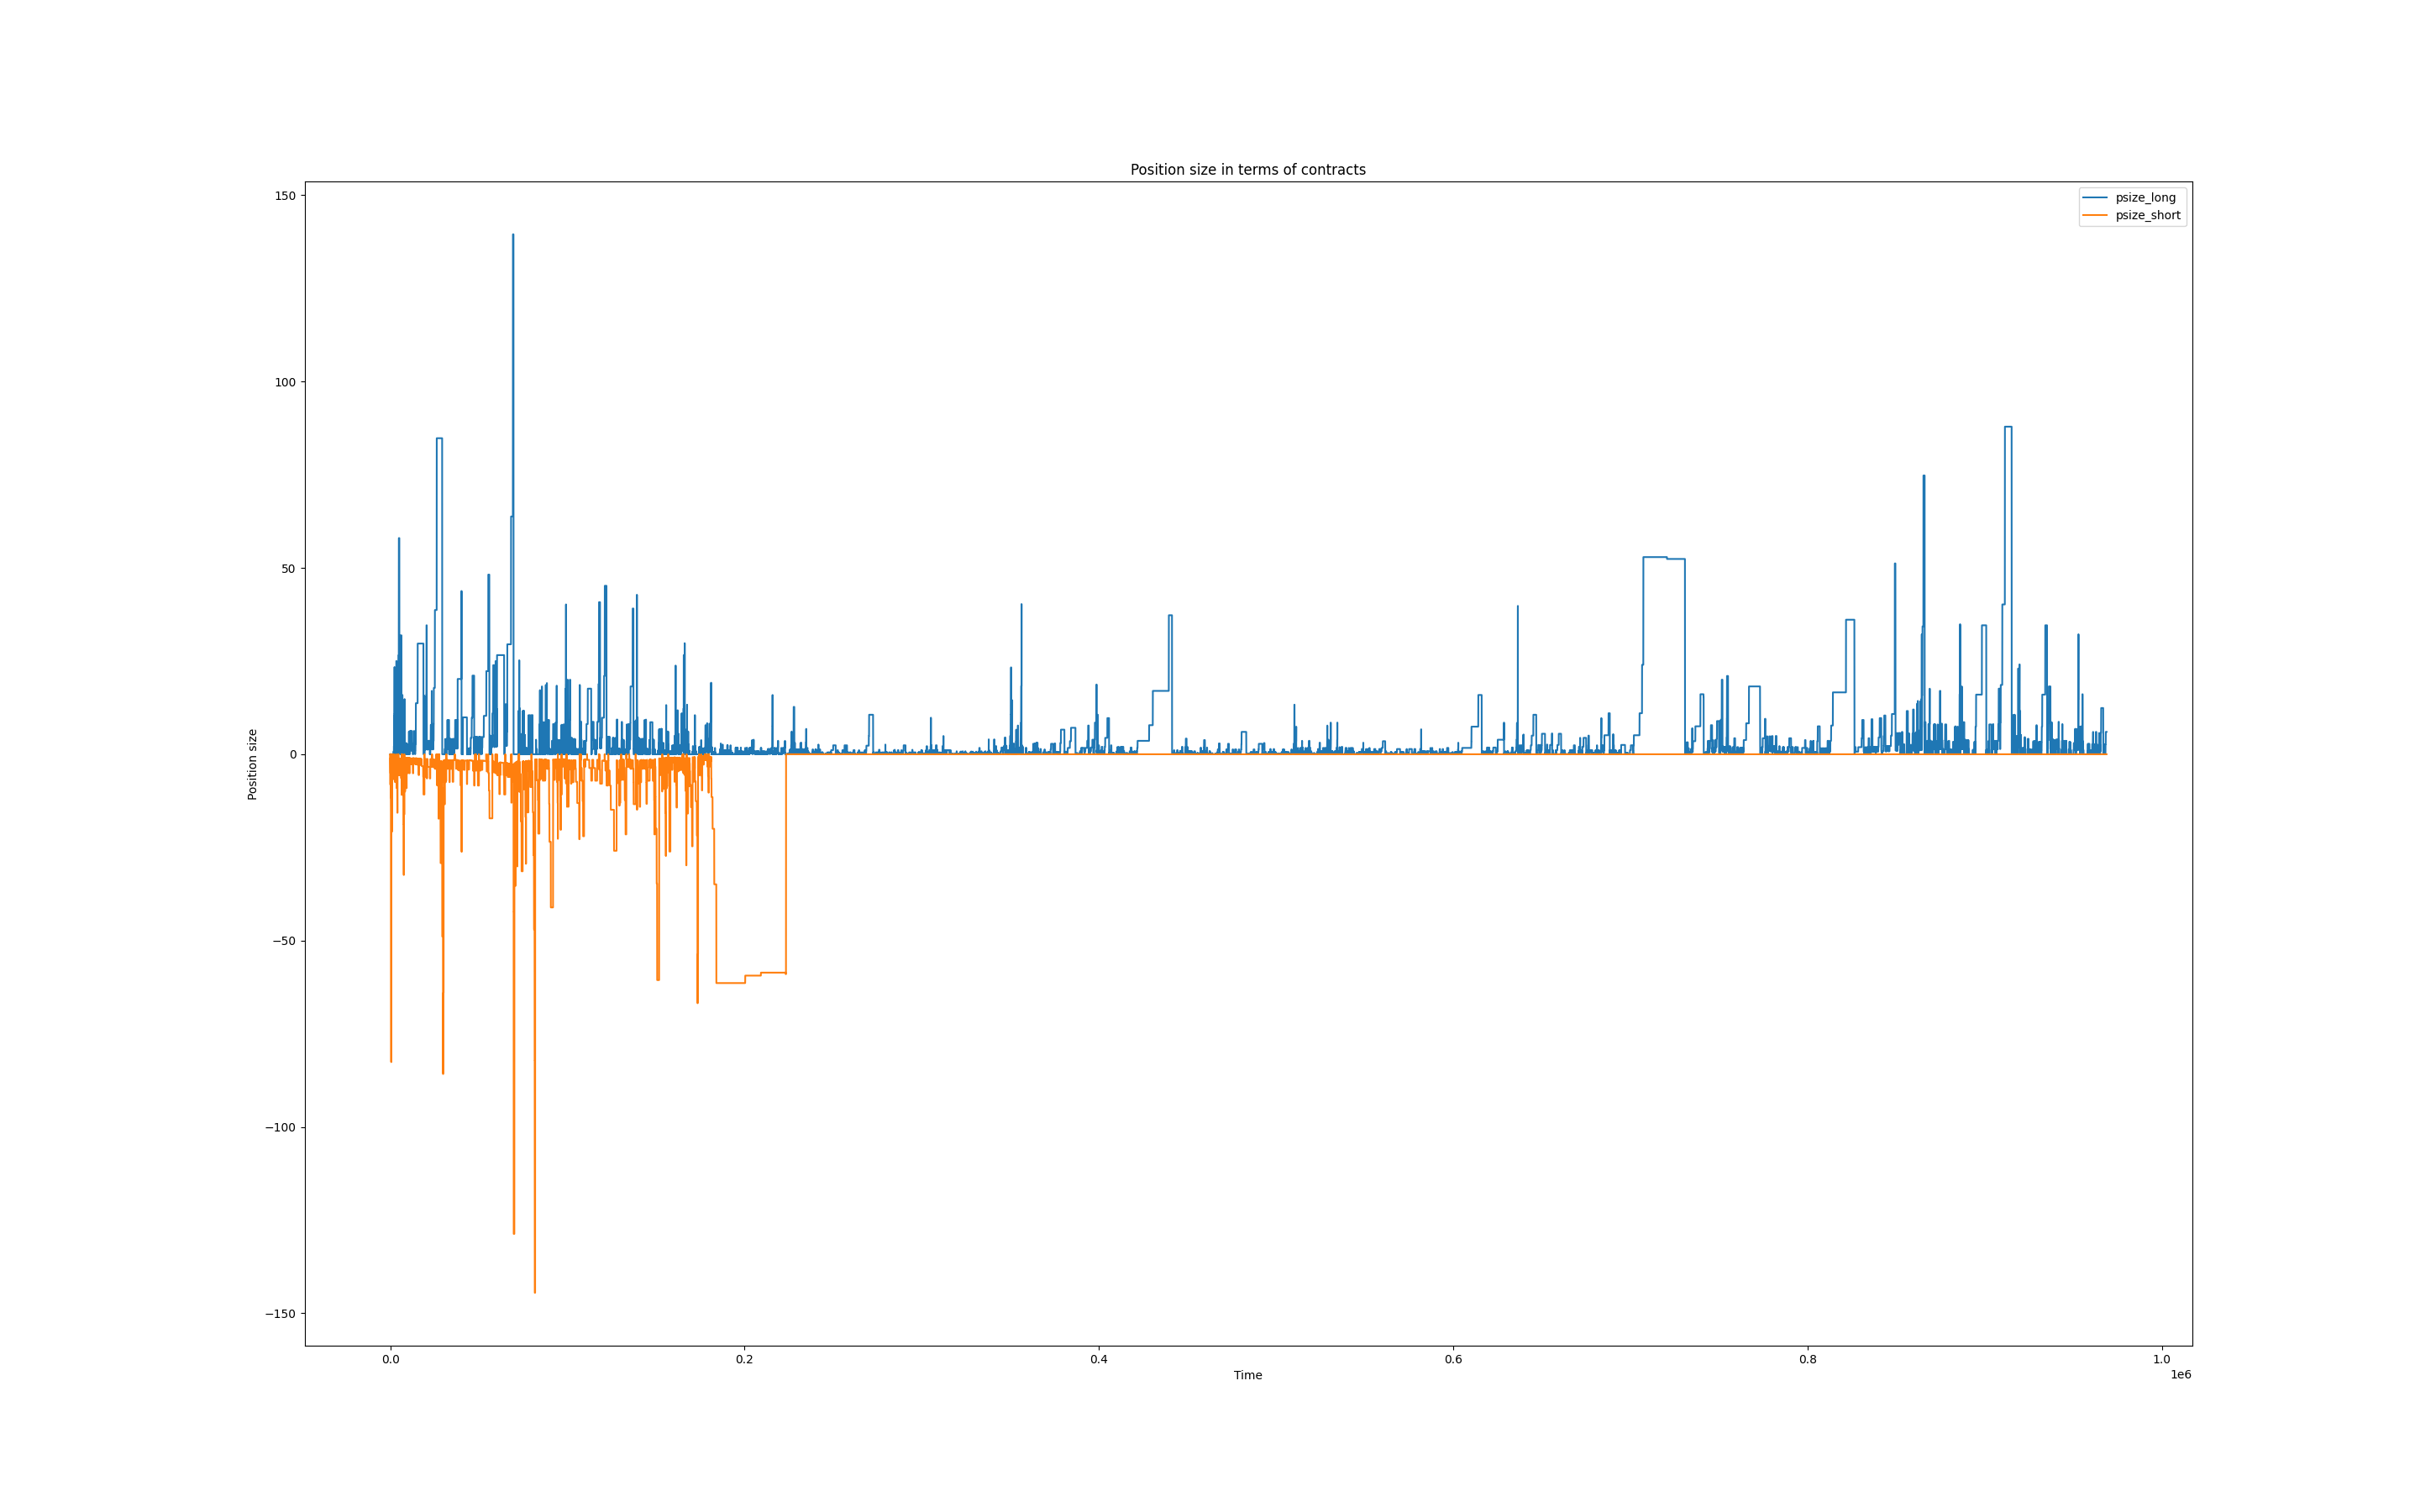 Position size in terms of contracts
psize_long
psize_short
150
100
50
0
−50
−100
−150
Position size
0.0
0.2
0.4
0.6
0.8
1.0
1e6
Time